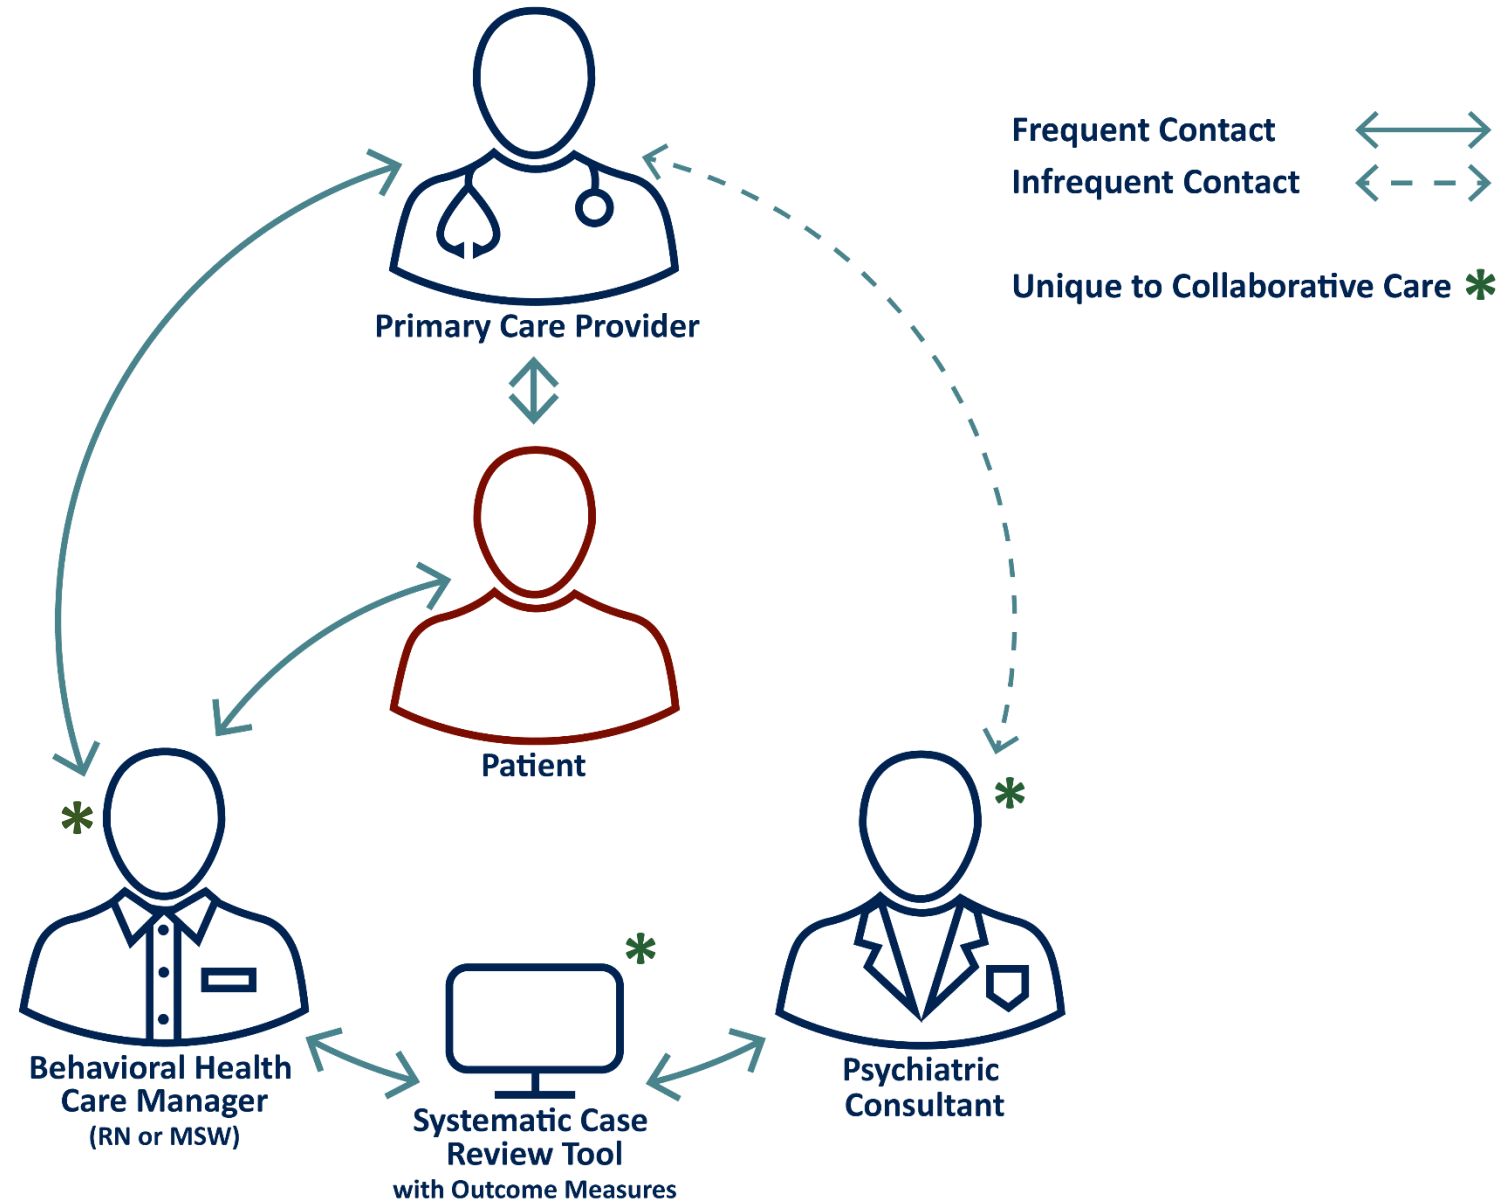 Frequent Contact
Infrequent Contact
Unique to Collaborative Care *
Primary Care Provider
Patient
*
*
*
Behavioral Health
Care Manager
(RN or MSW)
Systematic Case
Review Tool
with Outcome Measures
Psychiatric
Consultant